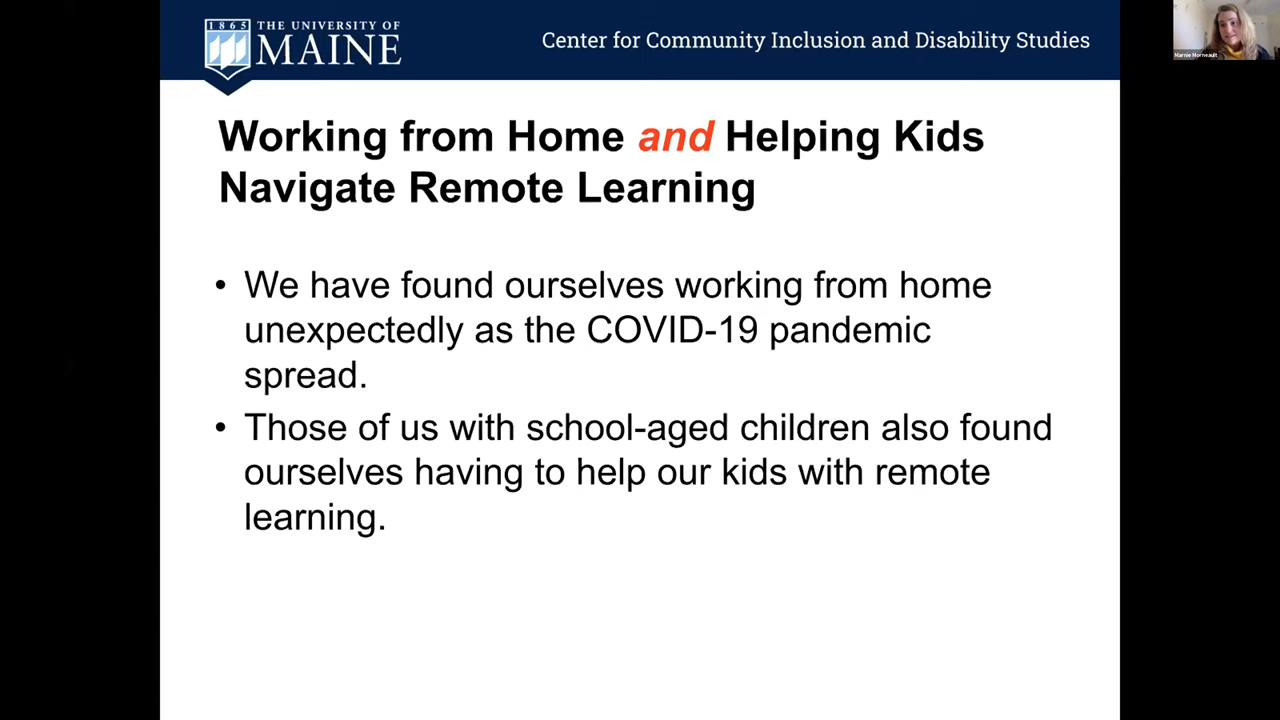 1865
THE UNIVERSITY OF
MAINE
Center for Community Inclusion and Disability Studies
Marnie Morneault
Working from Home and Helping Kids
Navigate Remote Learning
• We have found ourselves working from home
unexpectedly as the COVID-19 pandemic
spread.
• Those of us with school-aged children also found
ourselves having to help our kids with remote
learning.